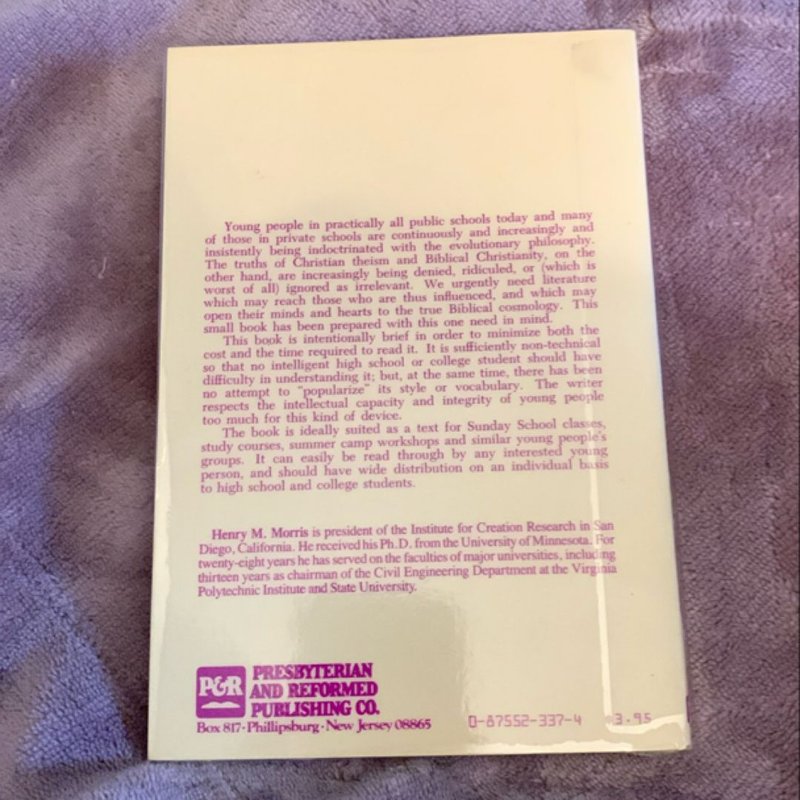 Young people in practically all public schools today and many
of those in private schools are continuously and increasingly and
insistently being indoctrinated with the evolutionary philosophy.
The truths of Christian theism and Biblical Christianity, on the
other hand, are increasingly being denied, ridiculed, or (which is
worst of all) ignored as irrelevant. We urgently need literature
which may reach those who are thus influenced, and which may
open their minds and hearts to the true Biblical cosmology. This
small book has been prepared with this one need in mind.
This book is intentionally brief in order to minimize both the
cost and the time required to read it. It is sufficiently non-technical
so that no intelligent high school or college student should have
difficulty in understanding it; but, at the same time, there has been
no attempt to "popularize" its style or vocabulary. The writer
respects the intellectual capacity and integrity of young people
too much for this kind of device.
The book is ideally suited as a text for Sunday School classes,
study courses, summer camp workshops and similar young people's
groups. It can easily be read through by any interested young
person, and should have wide distribution on an individual basis
to high school and college students.
Henry M. Morris is president of the Institute for Creation Research in San
Diego, California. He received his Ph.D. from the University of Minnesota. For
twenty-eight years he has served on the faculties of major universities, including
thirteen years as chairman of the Civil Engineering Department at the Virginia
Polytechnic Institute and State University.
P&R
PRESBYTERIAN
AND REFORMED
PUBLISHING CO.
Box 817 · Phillipsburg · New Jersey 08865
0-87552-337-4 $3.95